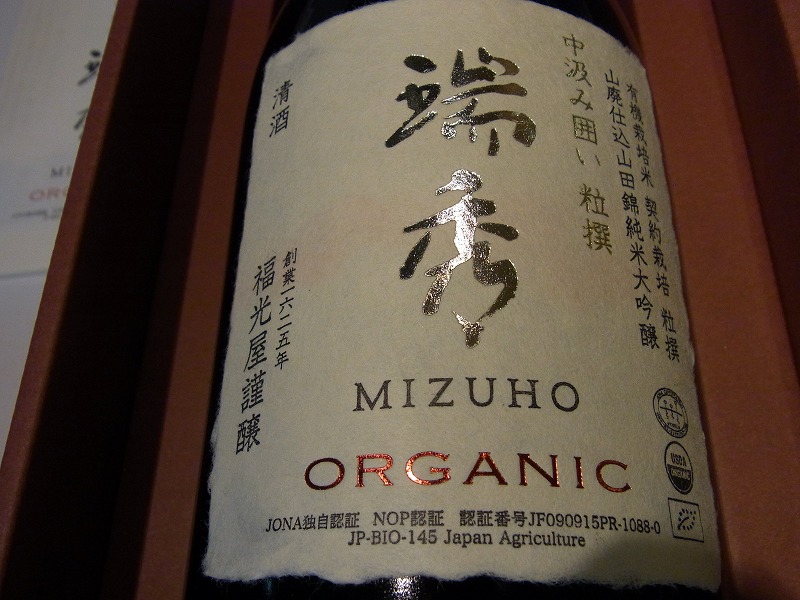 有機栽培米 契約栽培 粒撰
山廃仕込山田錦純米大吟醸
中汲み囲い 粒撰
瑞秀
清酒
創業一六二五年
福光屋謹醸
MIZUHO
ORGANIC
JONA独自認証 NOP認証 認証番号JF090915PR-1088-0
JP-BIO-145 Japan Agriculture
USDA